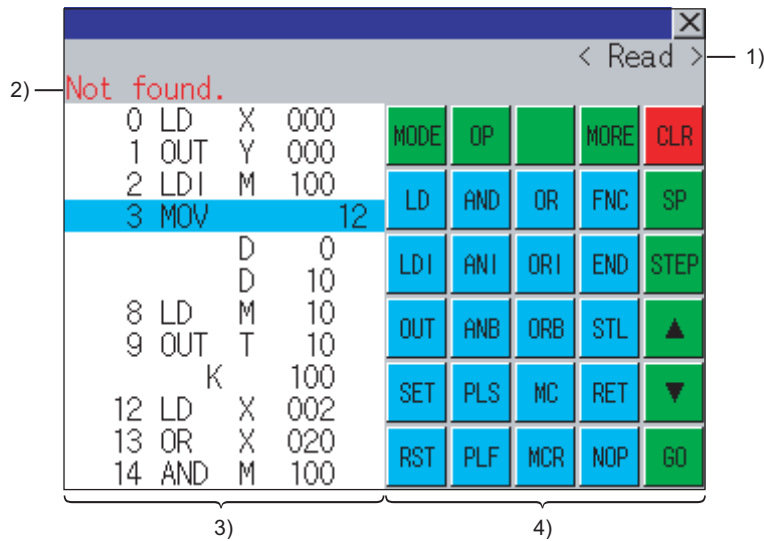 < Read >
1)
2)
Not found.
0 LD X 000
1 OUT Y 000
2 LDI M 100
3 MOV 12
D 0
D 10
8 LD M 10
9 OUT T 10
K 100
12 LD X 002
13 OR X 020
14 AND M 100
MODE OP MORE CLR
LD AND OR FNC SP
LDI ANI ORI END STEP
OUT ANB ORB STL ▲
SET PLS MC RET ▼
RST PLF MCR NOP GO
3)
4)